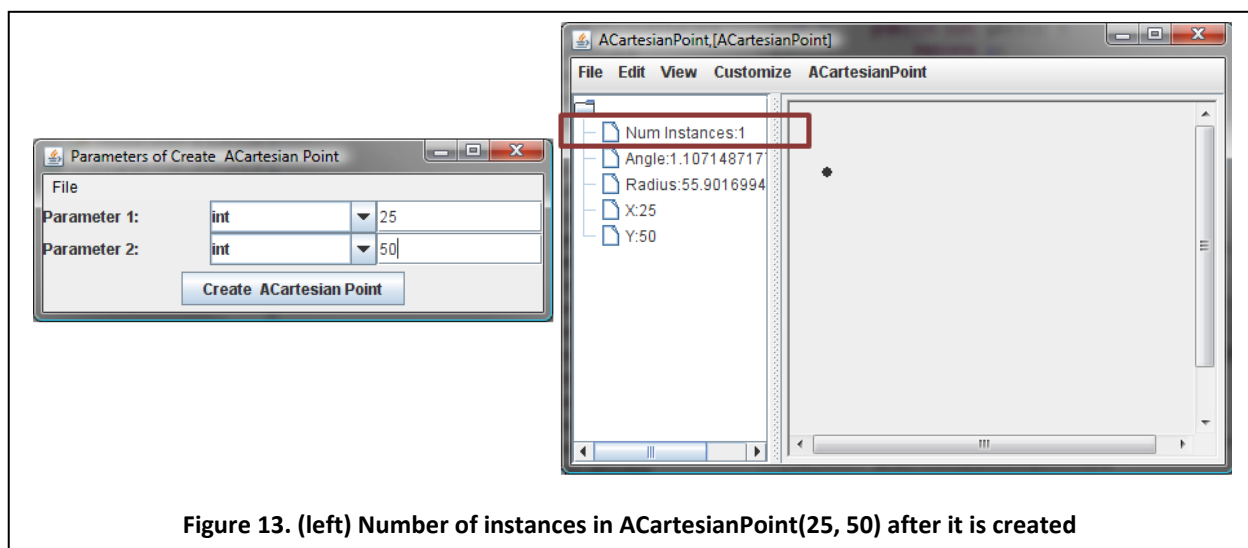 Parameters of Create  ACartesian Point
File
Parameter 1: int 25
Parameter 2: int 50
Create  ACartesian Point
ACartesianPoint,[ACartesianPoint]
File Edit View Customize ACartesianPoint
Num Instances:1
Angle:1.107148717
Radius:55.9016994
X:25
Y:50
Figure 13. (left) Number of instances in ACartesianPoint(25, 50) after it is created